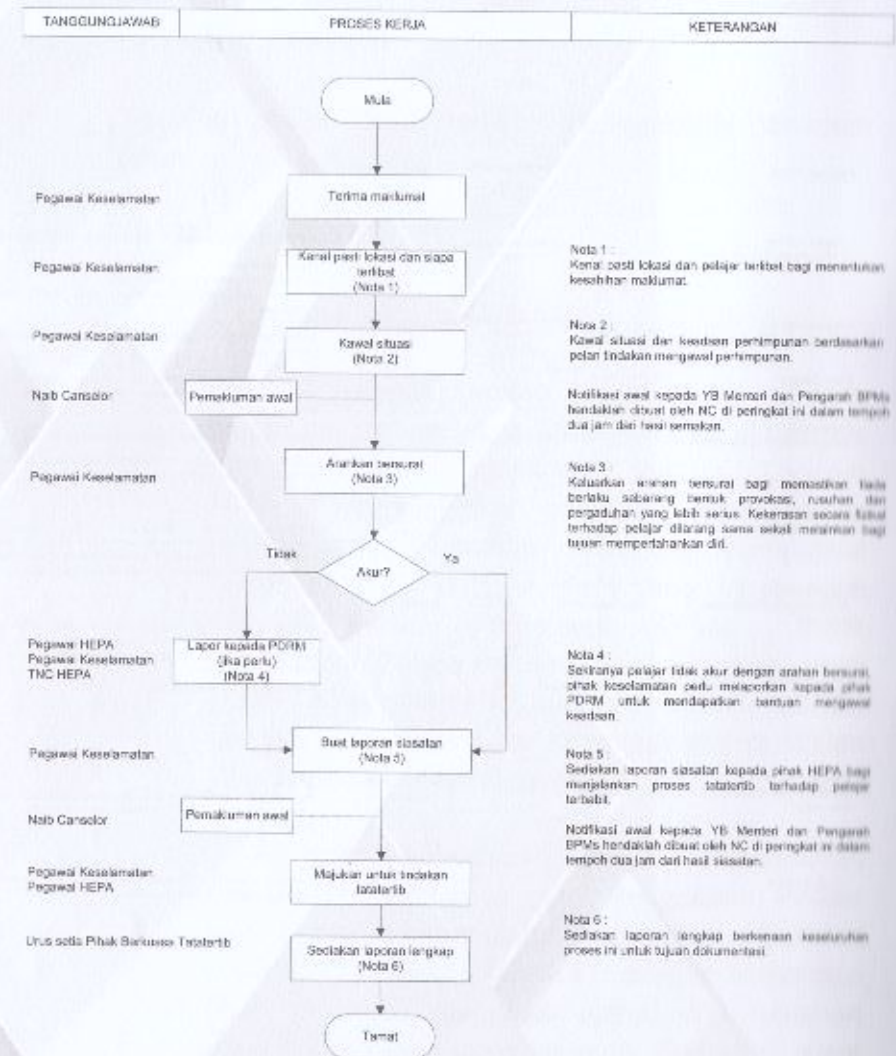 TANGGUNGJAWAB
PROSES KERJA
KETERANGAN
Mula
Pegawai Keselamatan
Terima maklumat
Pegawai Keselamatan
Kenal pasti lokasi dan siapa
terlibat
(Nota 1)
Nota 1 :
Kenal pasti lokasi dan pelajar terlibat bagi menentukan
kesahihan maklumat.
Pegawai Keselamatan
Kawal situasi
(Nota 2)
Nota 2 :
Kawal situasi dan keadaan perhimpunan berdasarkan
pelan tindakan mengawal perhimpunan.
Naib Canselor
Pemakluman awal
Notifikasi awal kepada YB Menteri dan Pengarah BPMs
hendaklah dibuat oleh NC di peringkat ini dalam tempoh
dua jam dari hasil semakan.
Pegawai Keselamatan
Arahan bersurat
(Nota 3)
Nota 3 :
Keluarkan arahan bersurat bagi memastikan tiada
berlaku sebarang bentuk provokasi, rusuhan dan
pergaduhan yang lebih serius. Kekerasan secara fizikal
terhadap pelajar dilarang sama sekali melainkan bagi
tujuan mempertahankan diri.
Tidak
Akur?
Ya
Pegawai HEPA
Pegawai Keselamatan
TNC HEPA
Lapor kepada PDRM
(jika perlu)
(Nota 4)
Nota 4 :
Sekiranya pelajar tidak akur dengan arahan bersurat,
pihak keselamatan perlu melaporkan kepada pihak
PDRM untuk mendapatkan bantuan mengawal
keadaan.
Pegawai Keselamatan
Buat laporan siasatan
(Nota 5)
Nota 5 :
Sediakan laporan siasatan kepada pihak HEPA bagi
menjalankan proses tatatertib terhadap pelajar
terbabit.
Naib Canselor
Pemakluman awal
Notifikasi awal kepada YB Menteri dan Pengarah
BPMs hendaklah dibuat oleh NC di peringkat ini dalam
tempoh dua jam dari hasil siasatan.
Pegawai Keselamatan
Pegawai HEPA
Majukan untuk tindakan
tatatertib
Urus setia Pihak Berkuasa Tatatertib
Sediakan laporan lengkap
(Nota 6)
Nota 6 :
Sediakan laporan lengkap berkenaan keseluruhan
proses ini untuk tujuan dokumentasi.
Tamat